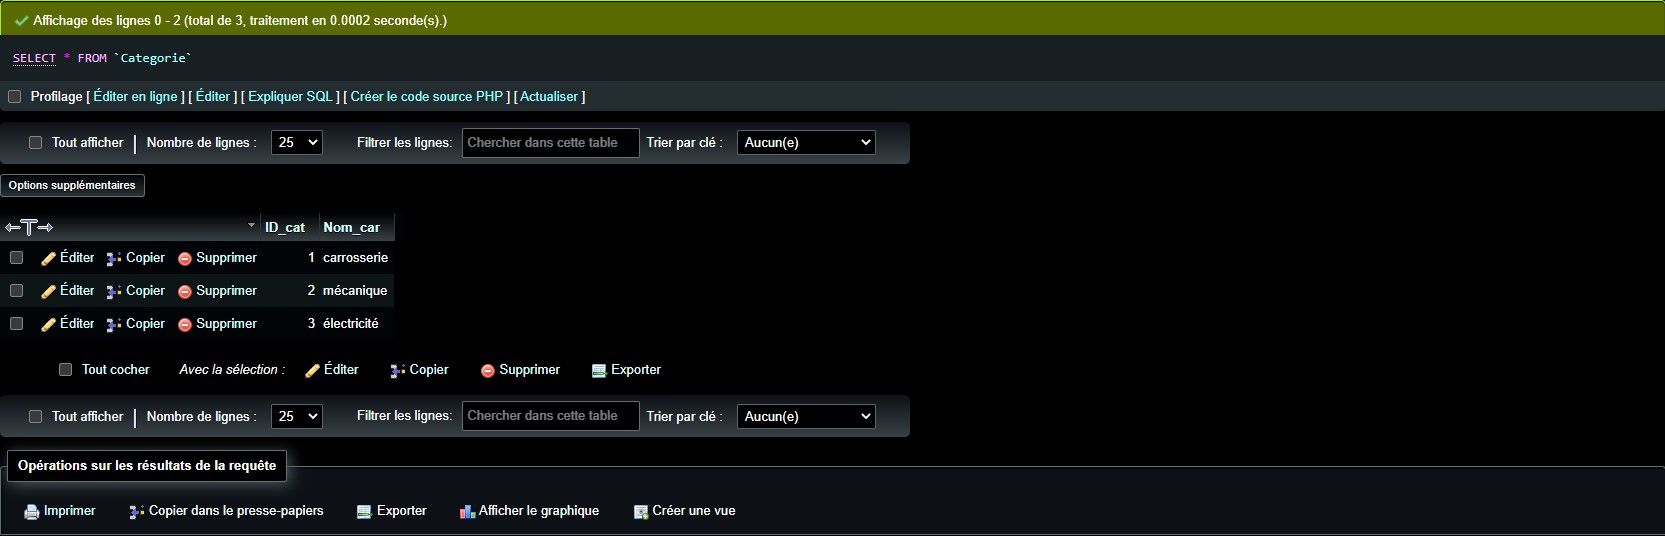 Affichage des lignes 0 - 2 (total de 3, traitement en 0.0002 seconde(s).)
SELECT * FROM `Categorie`
Profilage [ Éditer en ligne ] [ Éditer ] [ Expliquer SQL ] [ Créer le code source PHP ] [ Actualiser ]
Tout afficher | Nombre de lignes : 25 Filtrer les lignes: Chercher dans cette table Trier par clé : Aucun(e)
Options supplémentaires
ID_cat Nom_car
Éditer Copier Supprimer 1 carrosserie
Éditer Copier Supprimer 2 mécanique
Éditer Copier Supprimer 3 électricité
Tout cocher Avec la sélection : Éditer Copier Supprimer Exporter
Tout afficher | Nombre de lignes : 25 Filtrer les lignes: Chercher dans cette table Trier par clé : Aucun(e)
Opérations sur les résultats de la requête
Imprimer Copier dans le presse-papiers Exporter Afficher le graphique Créer une vue